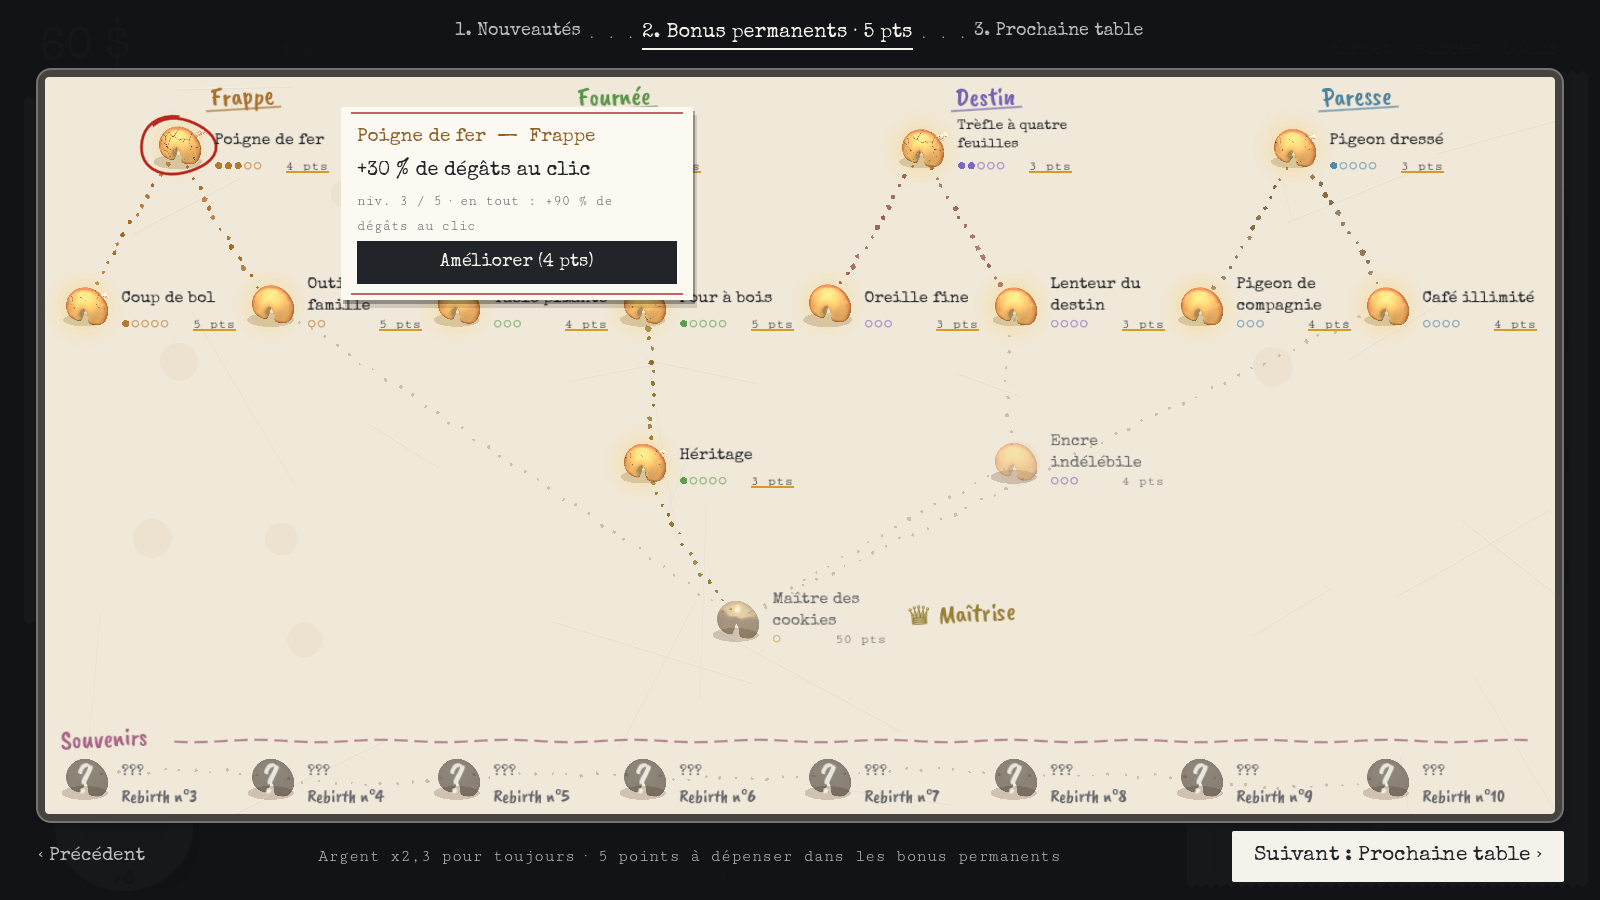 60 $
1. Nouveautés . . . 2. Bonus permanents · 5 pts . . . 3. Prochaine table
Frappe
Fournée
Destin
Paresse
Poigne de fer
4 pts
Poigne de fer — Frappe
+30 % de dégâts au clic
niv. 3 / 5 · en tout : +90 % de
dégâts au clic
Améliorer (4 pts)
Trèfle à quatre
feuilles
3 pts
Pigeon dressé
3 pts
Coup de bol
5 pts
famille
5 pts
4 pts
Four à bois
5 pts
Oreille fine
3 pts
Lenteur du
destin
3 pts
Pigeon de
compagnie
4 pts
Café illimité
4 pts
Héritage
3 pts
Encre
indélébile
4 pts
Maître des
cookies
50 pts
Maîtrise
Souvenirs
? ??? Rebirth n°3
? ??? Rebirth n°4
? ??? Rebirth n°5
? ??? Rebirth n°6
? ??? Rebirth n°7
? ??? Rebirth n°8
? ??? Rebirth n°9
? ??? Rebirth n°10
‹ Précédent
Argent x2,3 pour toujours · 5 points à dépenser dans les bonus permanents
Suivant : Prochaine table ›